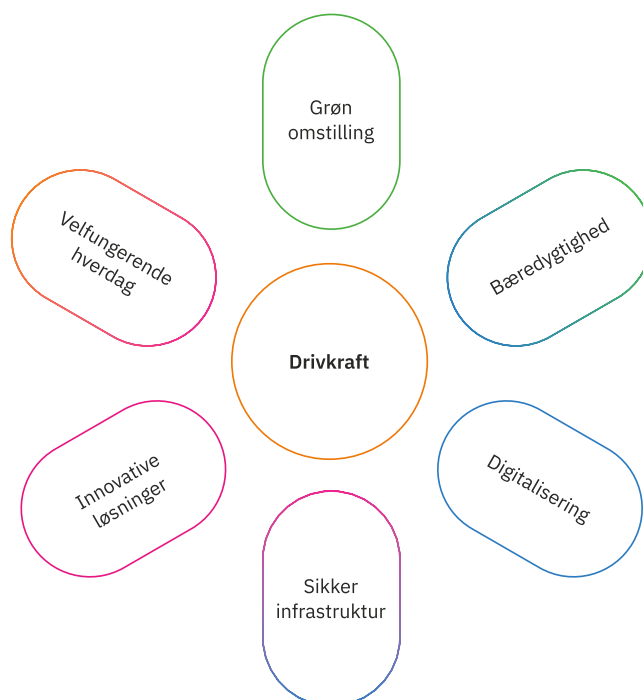 Grøn
omstilling
Velfungerende
hverdag
Bæredygtighed
Drivkraft
Innovative
løsninger
Digitalisering
Sikker
infrastruktur